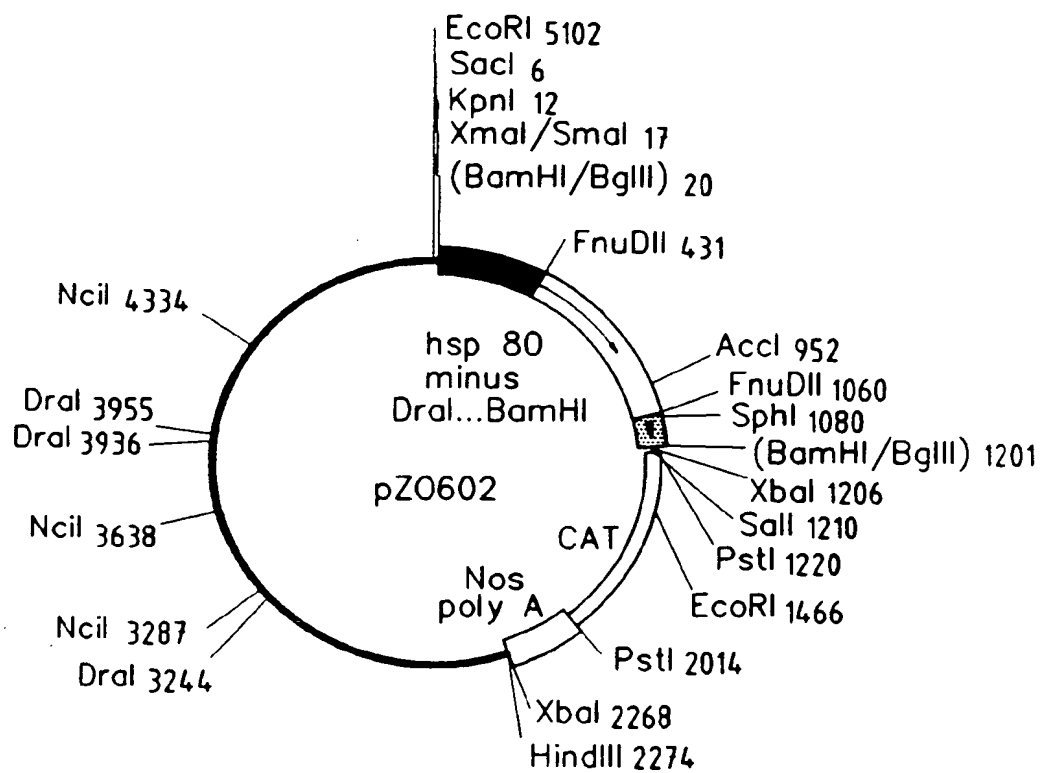 EcoRI 5102
SacI 6
KpnI 12
XmaI/SmaI 17
(BamHI/BglII) 20
FnuDII 431
NciI 4334
hsp 80
minus
DraI...BamHI
AccI 952
FnuDII 1060
SphI 1080
(BamHI/BglII) 1201
XbaI 1206
SalI 1210
PstI 1220
EcoRI 1466
DraI 3955
DraI 3936
pZO602
NciI 3638
CAT
Nos
poly A
NciI 3287
DraI 3244
PstI 2014
XbaI 2268
HindIII 2274